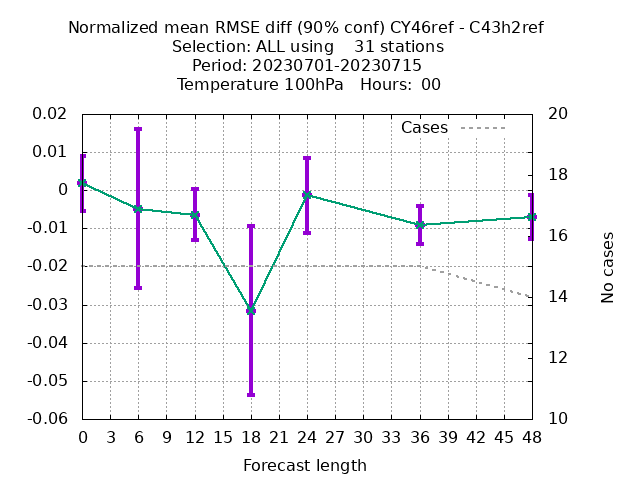 Normalized mean RMSE diff (90% conf) CY46ref - C43h2ref
Selection: ALL using    31 stations
Period: 20230701-20230715
Temperature 100hPa   Hours:  00
Cases
0.02
0.01
0
-0.01
-0.02
-0.03
-0.04
-0.05
-0.06
20
18
16
14
12
10
No cases
0 3 6 9 12 15 18 21 24 27 30 33 36 39 42 45 48
Forecast length